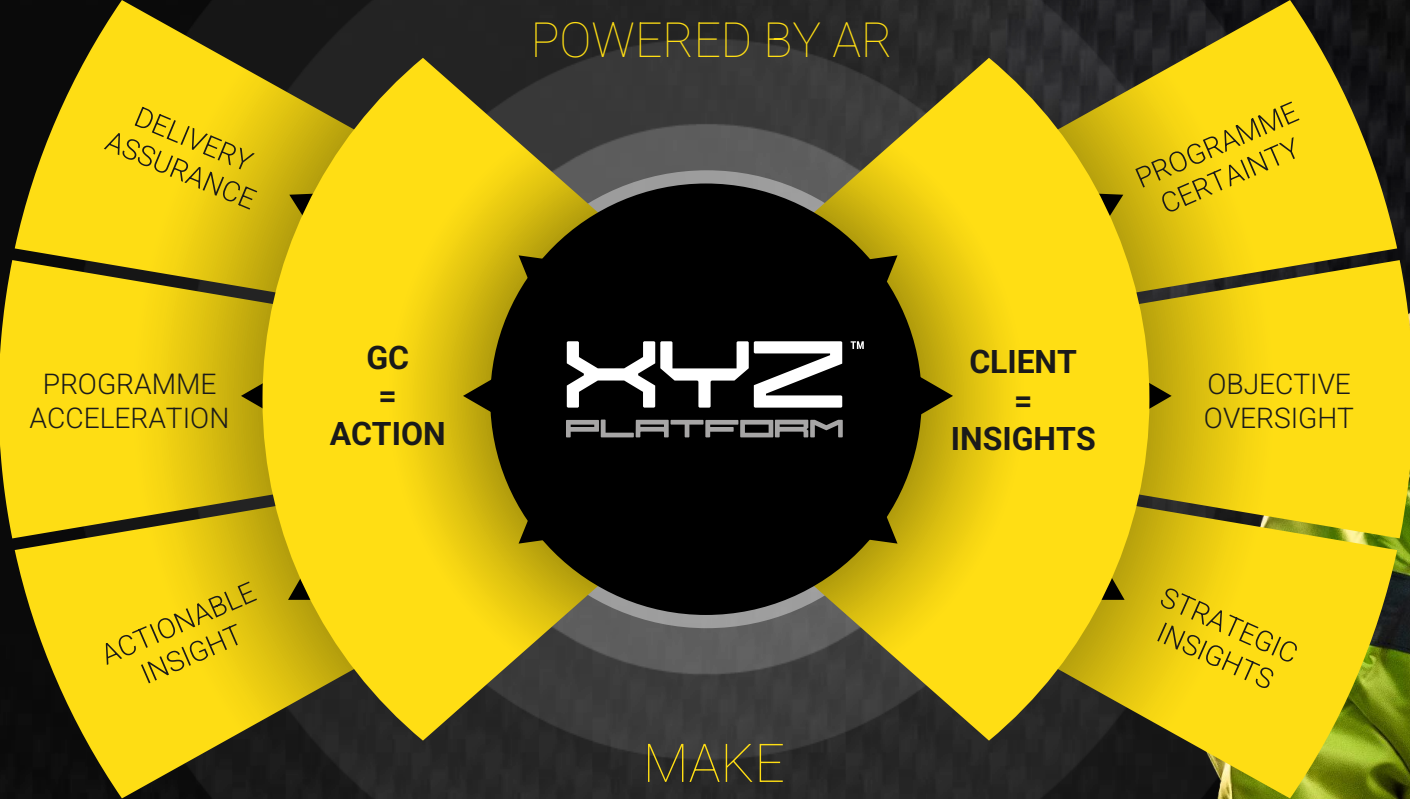 POWERED BY AR
DELIVERY
ASSURANCE
PROGRAMME
ACCELERATION
ACTIONABLE
INSIGHT
GC
=
ACTION
XYZ™
PLATFORM
CLIENT
=
INSIGHTS
PROGRAMME
CERTAINTY
OBJECTIVE
OVERSIGHT
STRATEGIC
INSIGHTS
MAKE